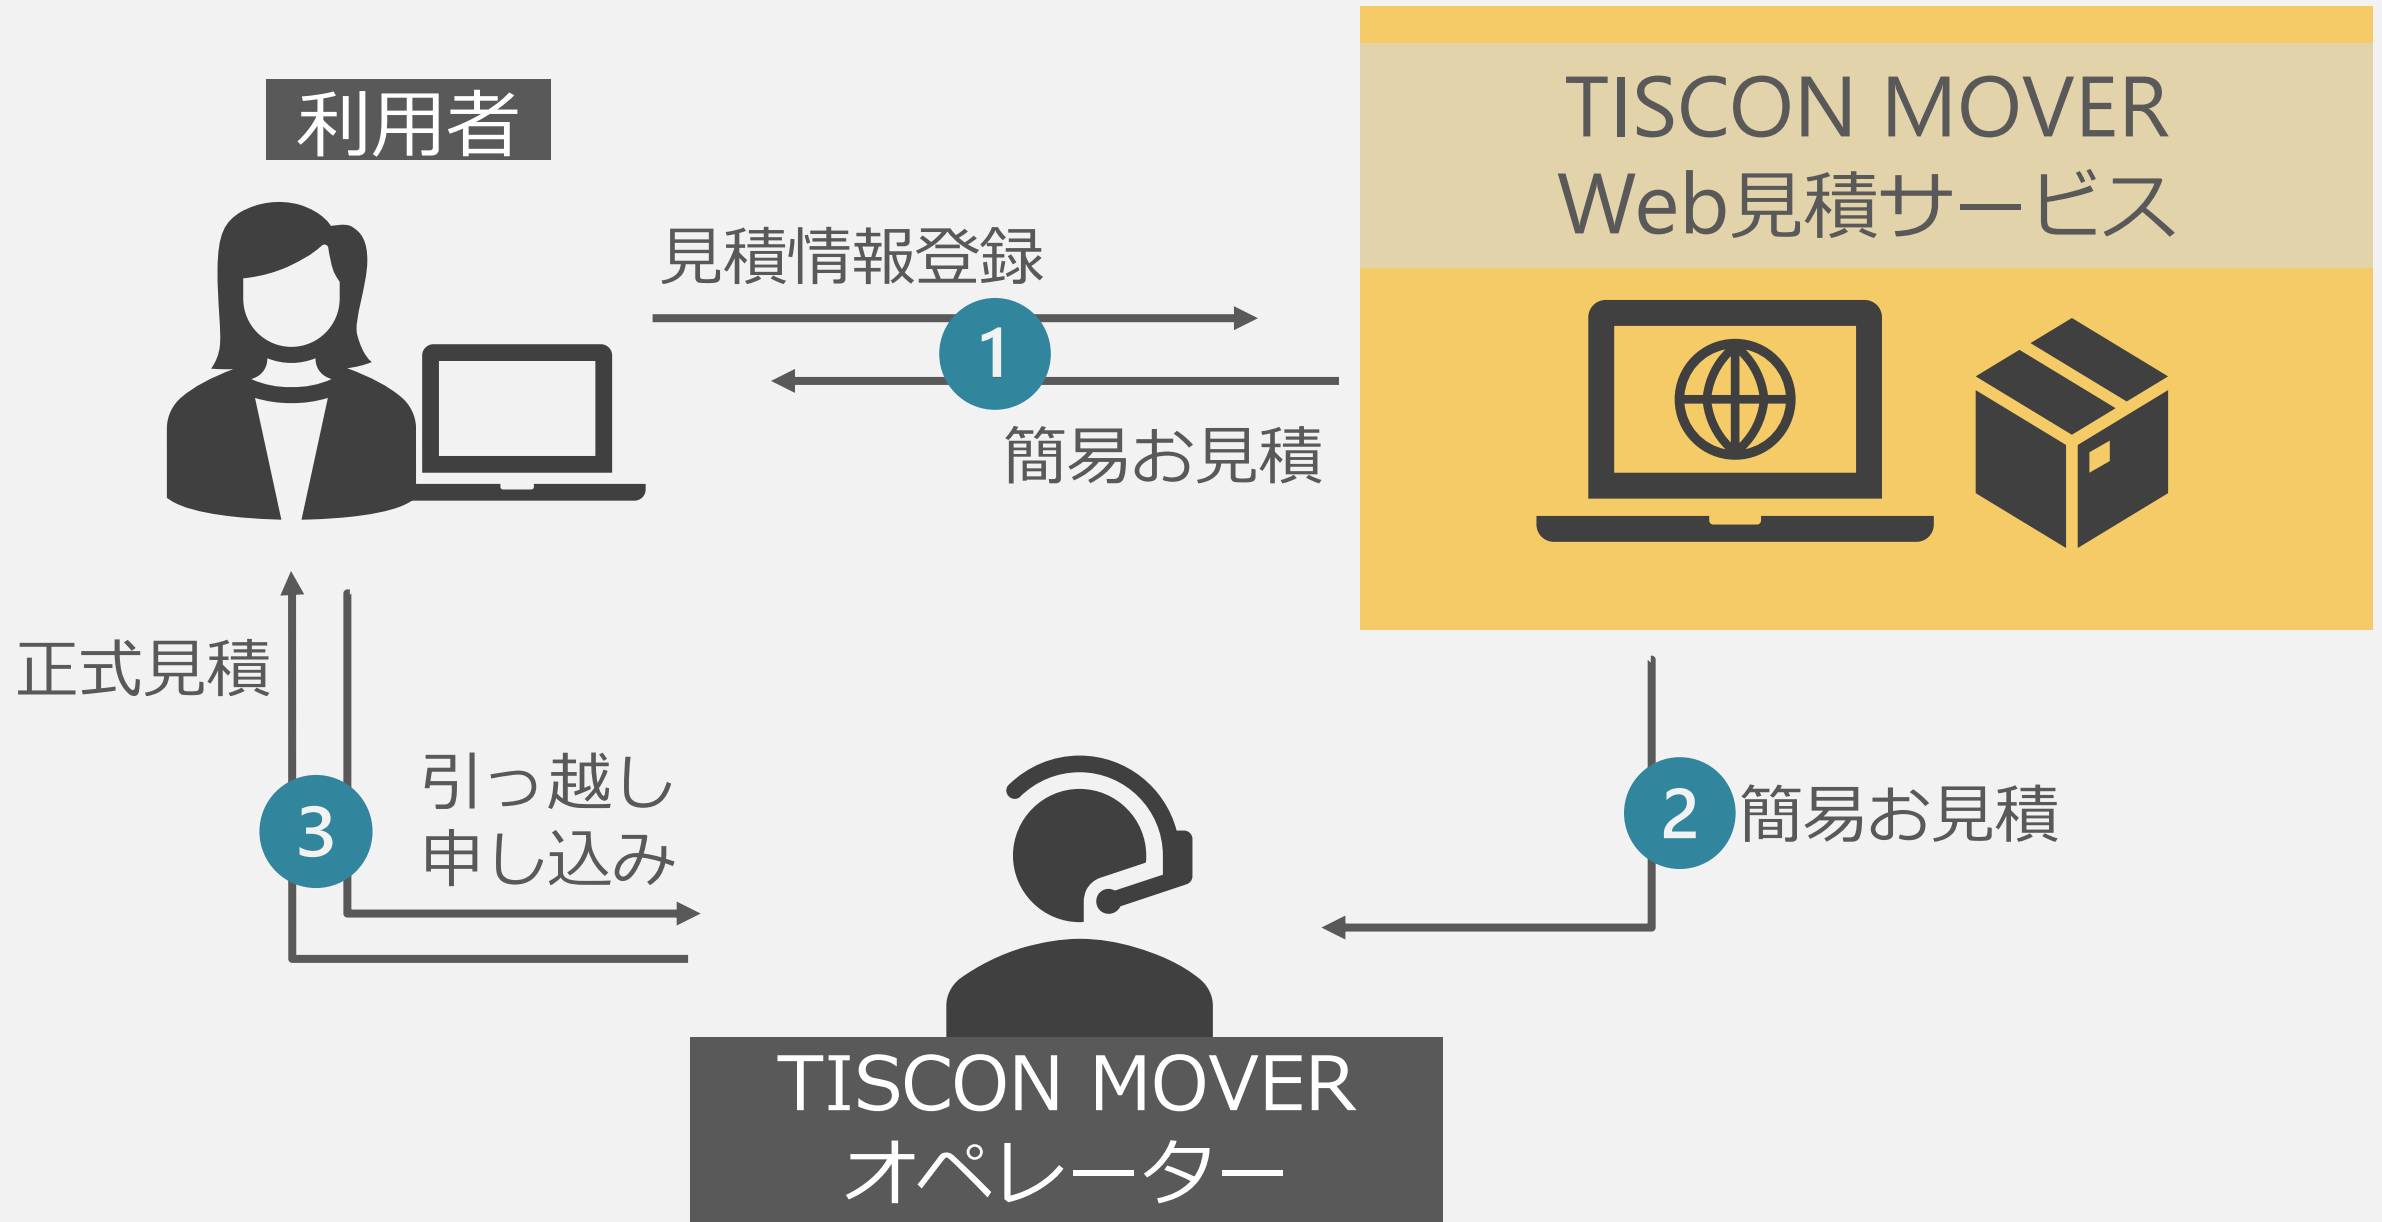 利用者
TISCON MOVER
Web見積サービス
見積情報登録
1
簡易お見積
正式見積
3
引っ越し
申し込み
2
簡易お見積
TISCON MOVER
オペレーター